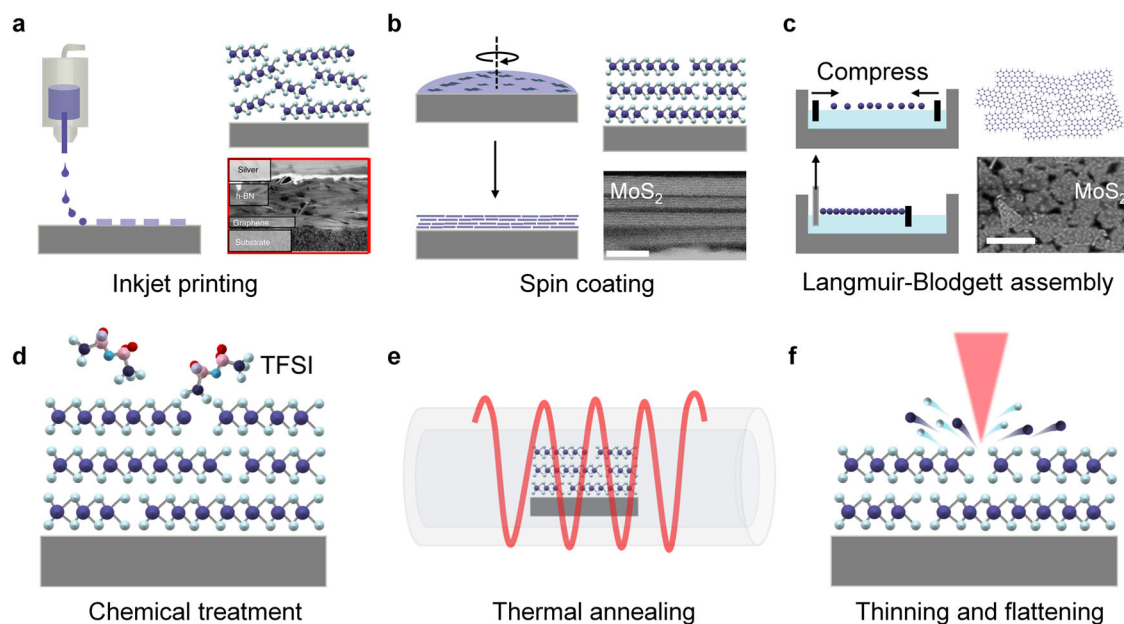 a
Silver
h-BN
Graphene
Substrate
Inkjet printing
b
MoS2
Spin coating
c
Compress
MoS2
Langmuir-Blodgett assembly
d
TFSI
Chemical treatment
e
Thermal annealing
f
Thinning and flattening